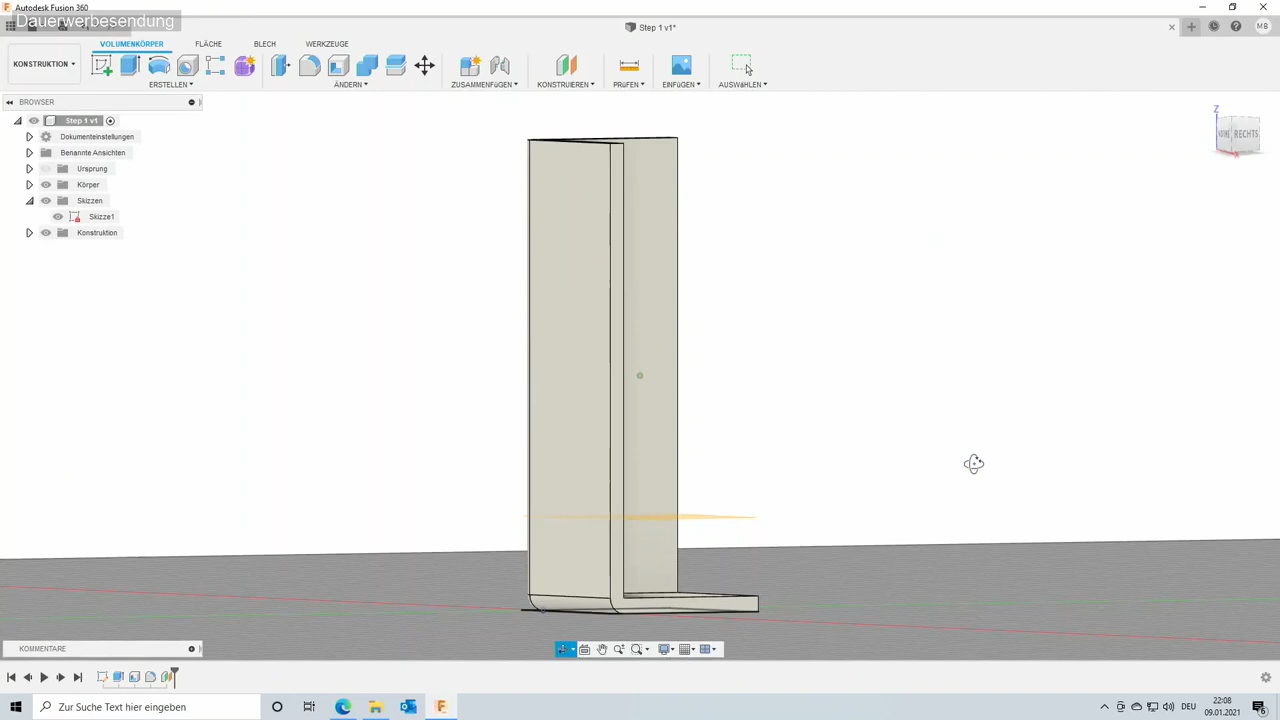 Autodesk Fusion 360
Dauerwerbesendung
Step 1 v1*
MB
VOLUMENKÖRPER
FLÄCHE
BLECH
WERKZEUGE
KONSTRUKTION
ERSTELLEN
ÄNDERN
ZUSAMMENFÜGEN
KONSTRUIEREN
PRÜFEN
EINFÜGEN
AUSWÄHLEN
BROWSER
Step 1 v1
Dokumenteinstellungen
Benannte Ansichten
Ursprung
Körper
Skizzen
Skizze1
Konstruktion
Z
RECHTS
X
KOMMENTARE
Zur Suche Text hier eingeben
DEU
22:08
09.01.2021